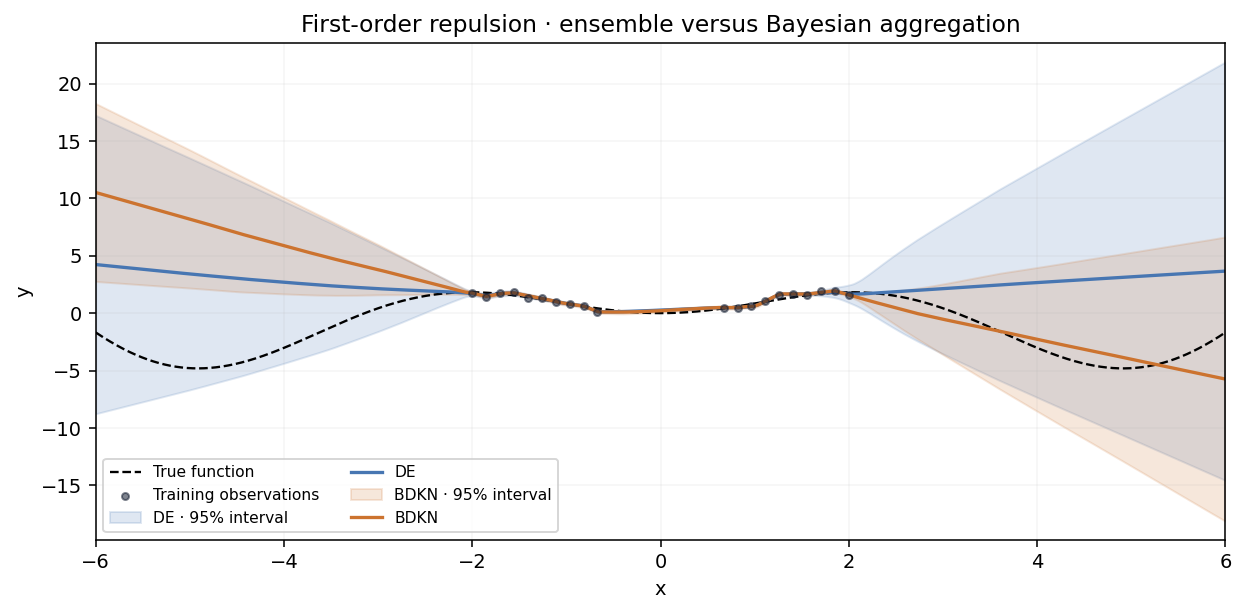 First-order repulsion · ensemble versus Bayesian aggregation
y
20
15
10
5
0
−5
−10
−15
True function
Training observations
DE · 95% interval
DE
BDKN · 95% interval
BDKN
−6
−4
−2
0
2
4
6
x